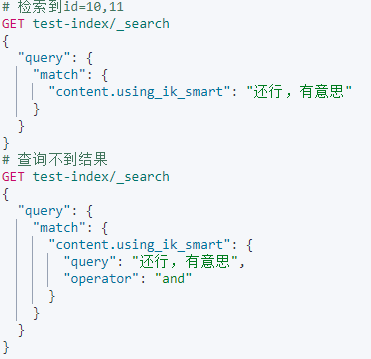 # 检索到id=10,11
GET test-index/_search
{
  "query": {
    "match": {
      "content.using_ik_smart": "还行，有意思"
    }
  }
}
# 查询不到结果
GET test-index/_search
{
  "query": {
    "match": {
      "content.using_ik_smart": {
        "query": "还行，有意思",
        "operator": "and"
      }
    }
  }
}